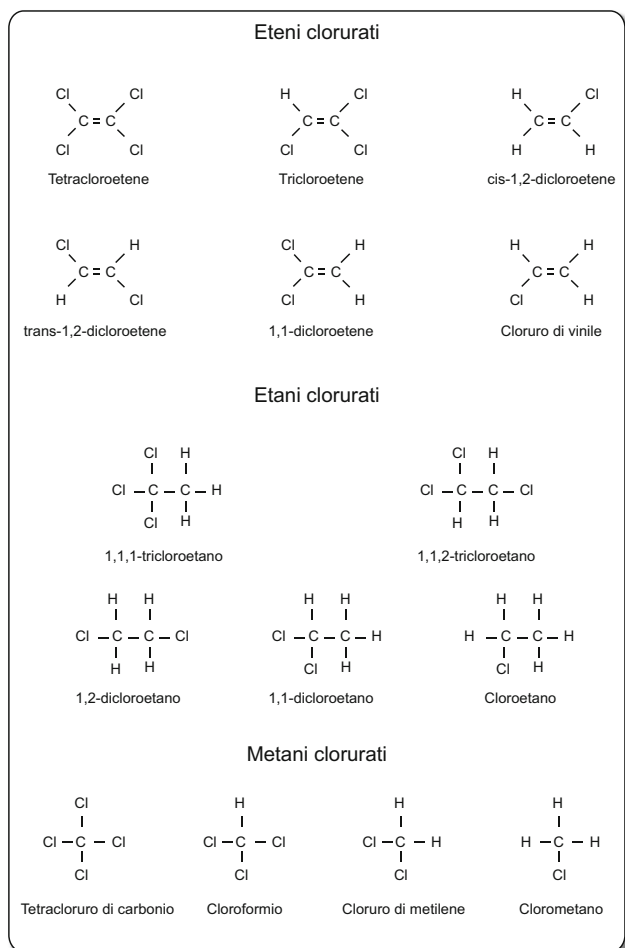 Eteni clorurati
Cl Cl H Cl H Cl
C = C C = C C = C
Cl Cl Cl Cl H H
Tetracloroetene Tricloroetene cis-1,2-dicloroetene
Cl H Cl H H H
C = C C = C C = C
H Cl Cl H Cl H
trans-1,2-dicloroetene 1,1-dicloroetene Cloruro di vinile
Etani clorurati
Cl H Cl H
Cl – C – C – H Cl – C – C – Cl
Cl H H H
1,1,1-tricloroetano 1,1,2-tricloroetano
H H H H H H
Cl – C – C – Cl Cl – C – C – H H – C – C – H
H H Cl H Cl H
1,2-dicloroetano 1,1-dicloroetano Cloroetano
Metani clorurati
Cl H H H
Cl – C – Cl Cl – C – Cl Cl – C – H H – C – H
Cl Cl Cl Cl
Tetracloruro di carbonio Cloroformio Cloruro di metilene Clorometano